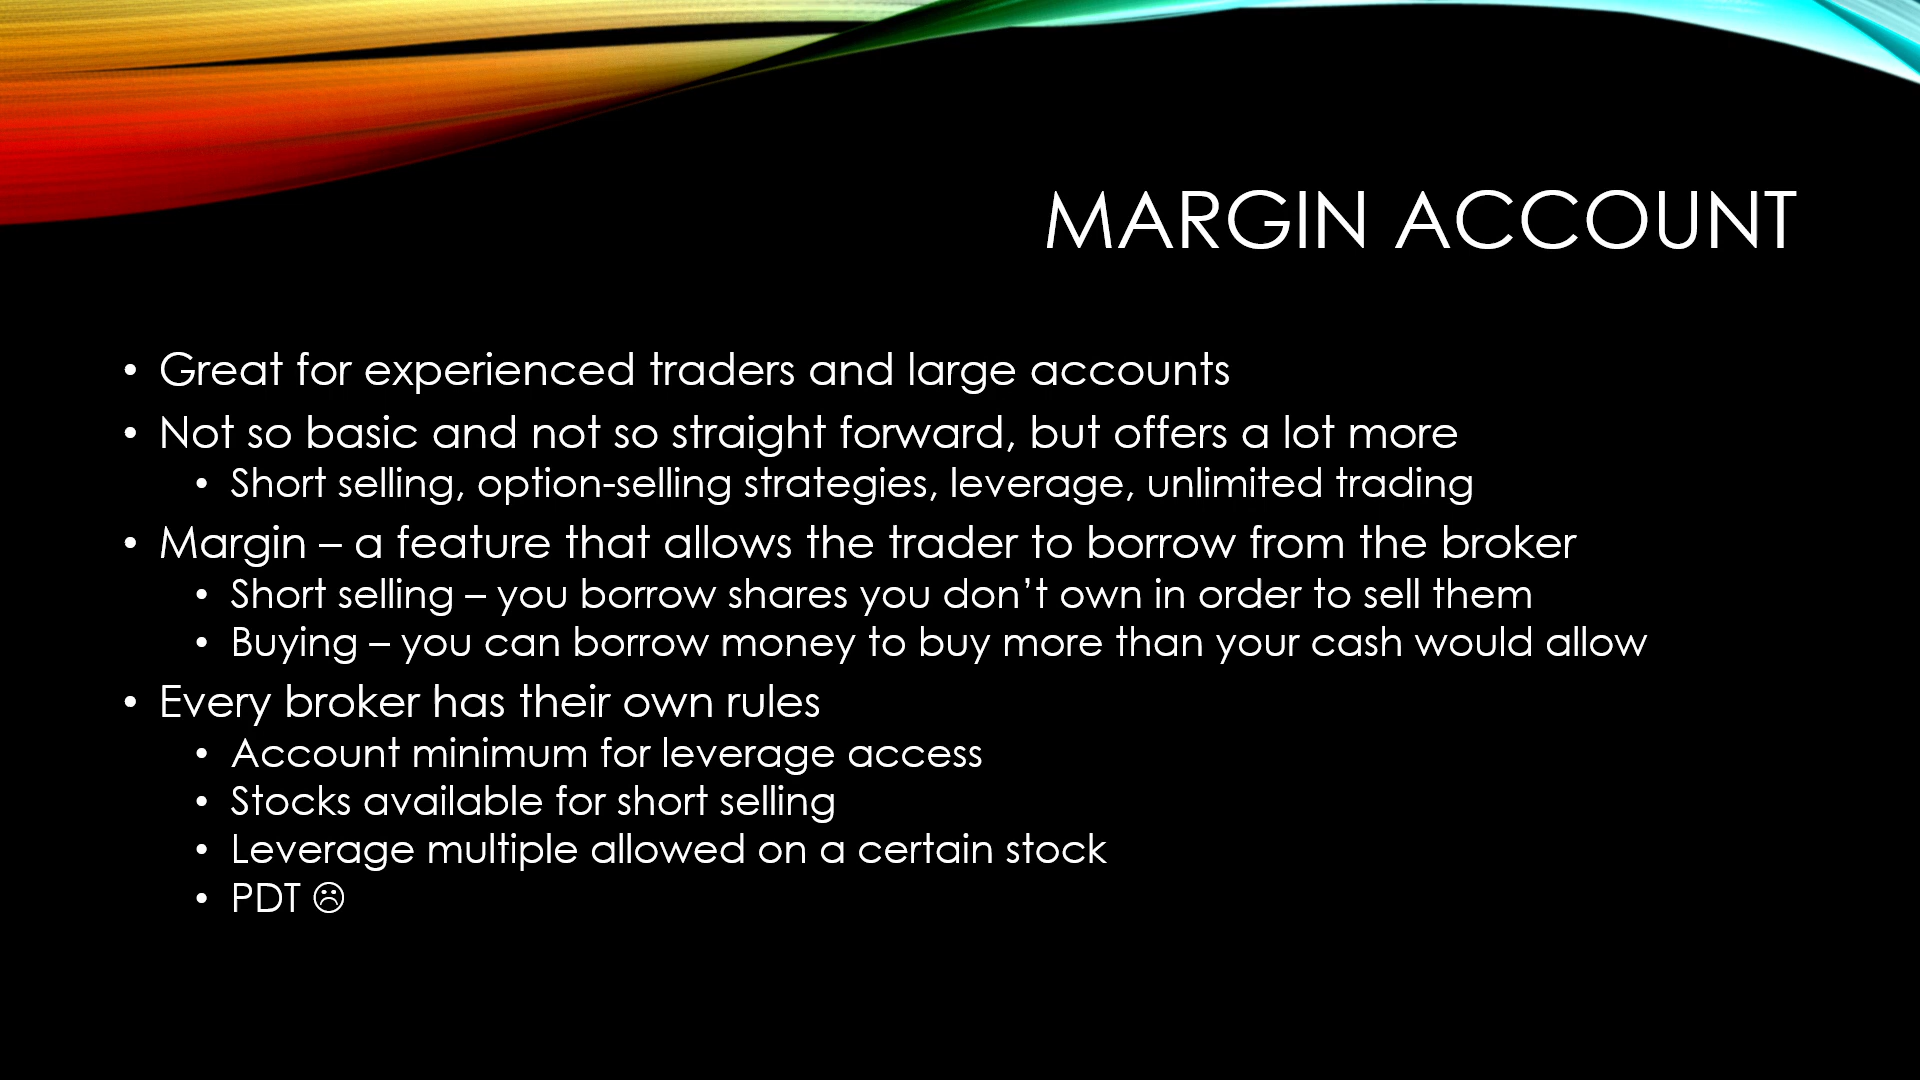 MARGIN ACCOUNT
• Great for experienced traders and large accounts
• Not so basic and not so straight forward, but offers a lot more
• Short selling, option-selling strategies, leverage, unlimited trading
• Margin – a feature that allows the trader to borrow from the broker
• Short selling – you borrow shares you don’t own in order to sell them
• Buying – you can borrow money to buy more than your cash would allow
• Every broker has their own rules
• Account minimum for leverage access
• Stocks available for short selling
• Leverage multiple allowed on a certain stock
• PDT ☹